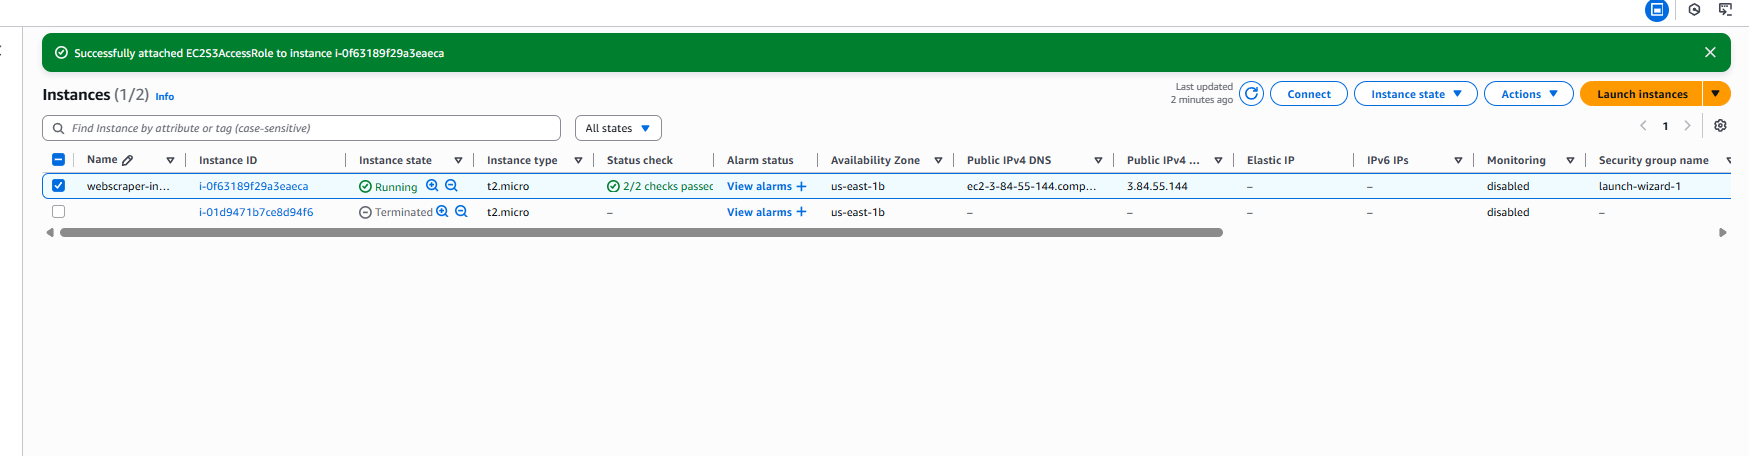 Successfully attached EC2S3AccessRole to instance i-0f63189f29a3eaeca
Instances (1/2) Info
Last updated
2 minutes ago
Connect
Instance state
Actions
Launch instances
Find Instance by attribute or tag (case-sensitive)
All states
1
Name Instance ID Instance state Instance type Status check Alarm status Availability Zone Public IPv4 DNS Public IPv4 ... Elastic IP IPv6 IPs Monitoring Security group name
webscraper-in... i-0f63189f29a3eaeca Running t2.micro 2/2 checks passed View alarms + us-east-1b ec2-3-84-55-144.comp... 3.84.55.144 – – disabled launch-wizard-1
i-01d9471b7ce8d94f6 Terminated t2.micro – View alarms + us-east-1b – – – – disabled –